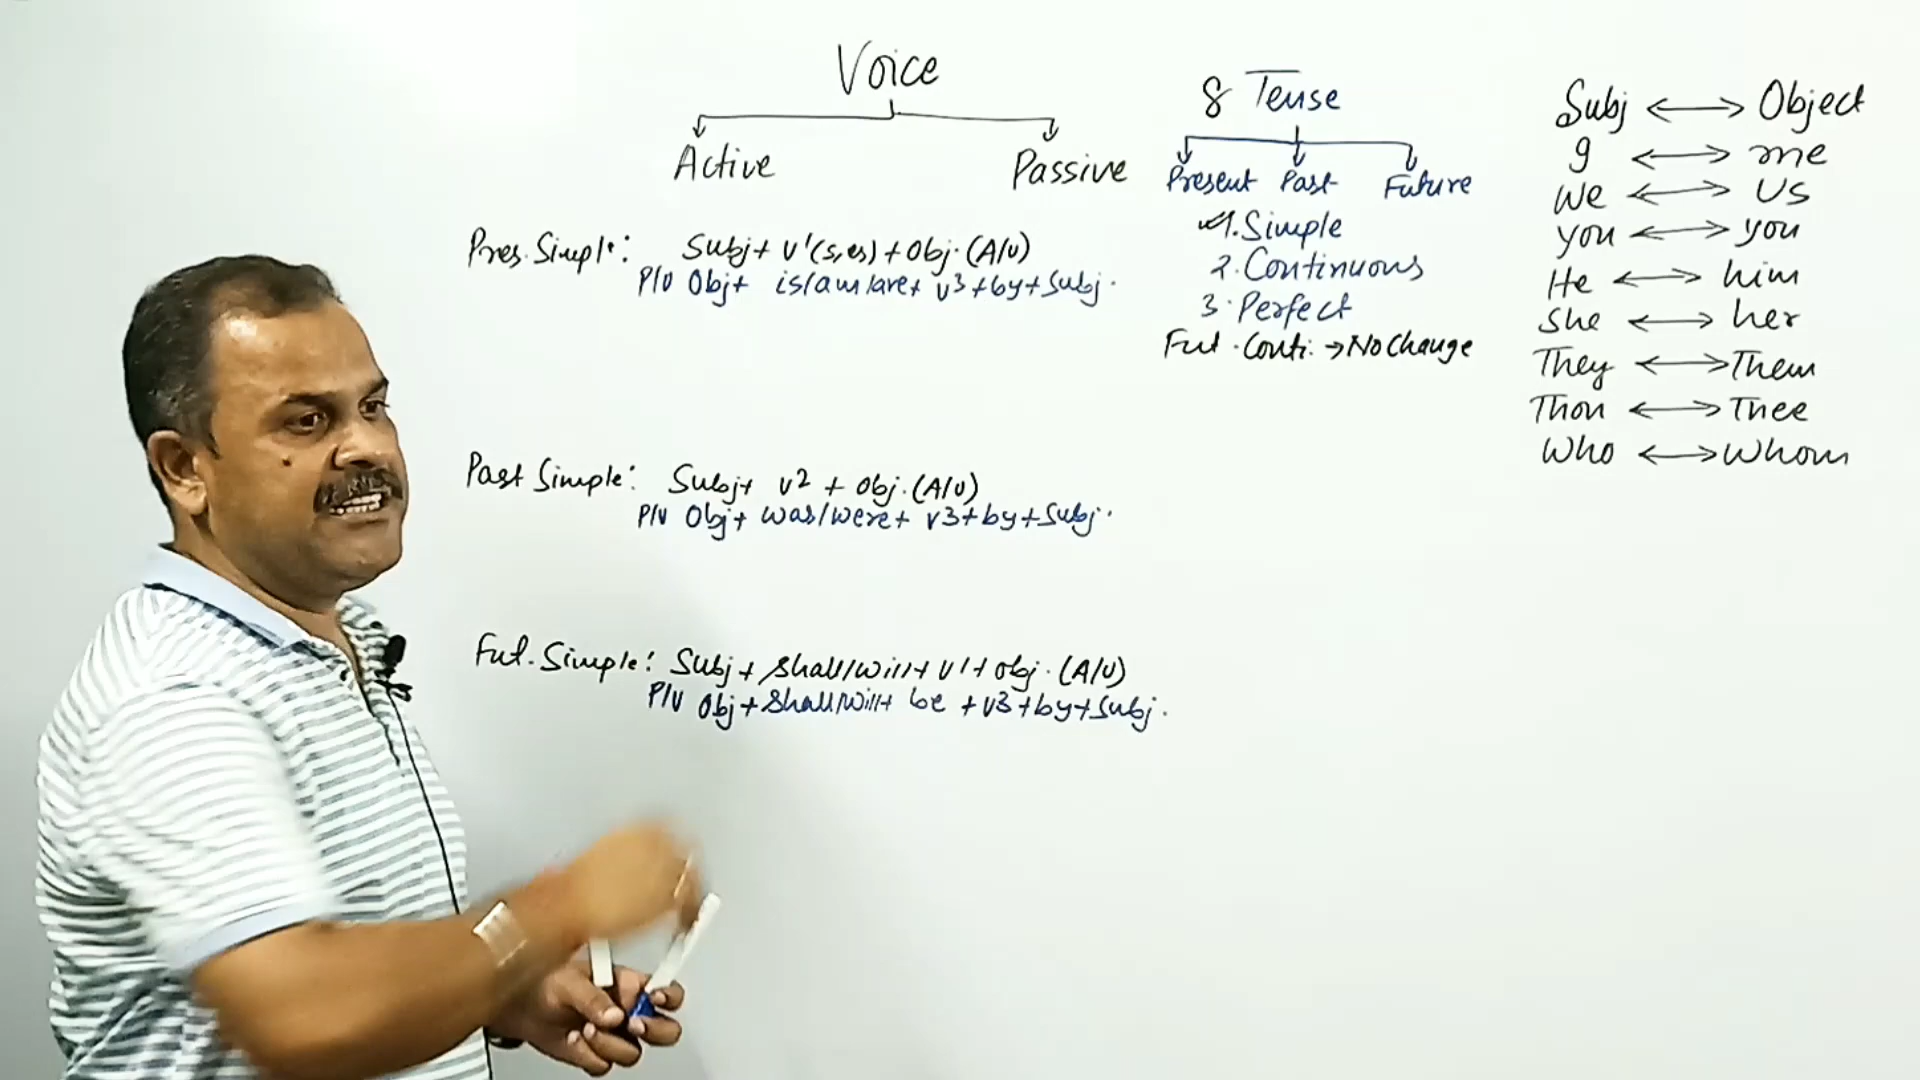 Voice
Active Passive
Pres. Simple: Subj + V¹(s,es) + Obj. (A/V)
P/V Obj + is/am/are + V3 + by + Subj.
Past Simple: Subj + V² + Obj. (A/V)
P/V Obj + was/were + V3 + by + Subj.
Fut. Simple: Subj + Shall/Will + V¹ + Obj. (A/V)
P/V Obj + Shall/Will + be + V3 + by + Subj.
8 Tense
Present Past Future
1. Simple
2. Continuous
3. Perfect
Fut. Conti. → No Change
Subj ↔ Object
I ↔ me
We ↔ Us
you ↔ you
He ↔ him
She ↔ her
They ↔ Them
Thou ↔ Thee
Who ↔ Whom